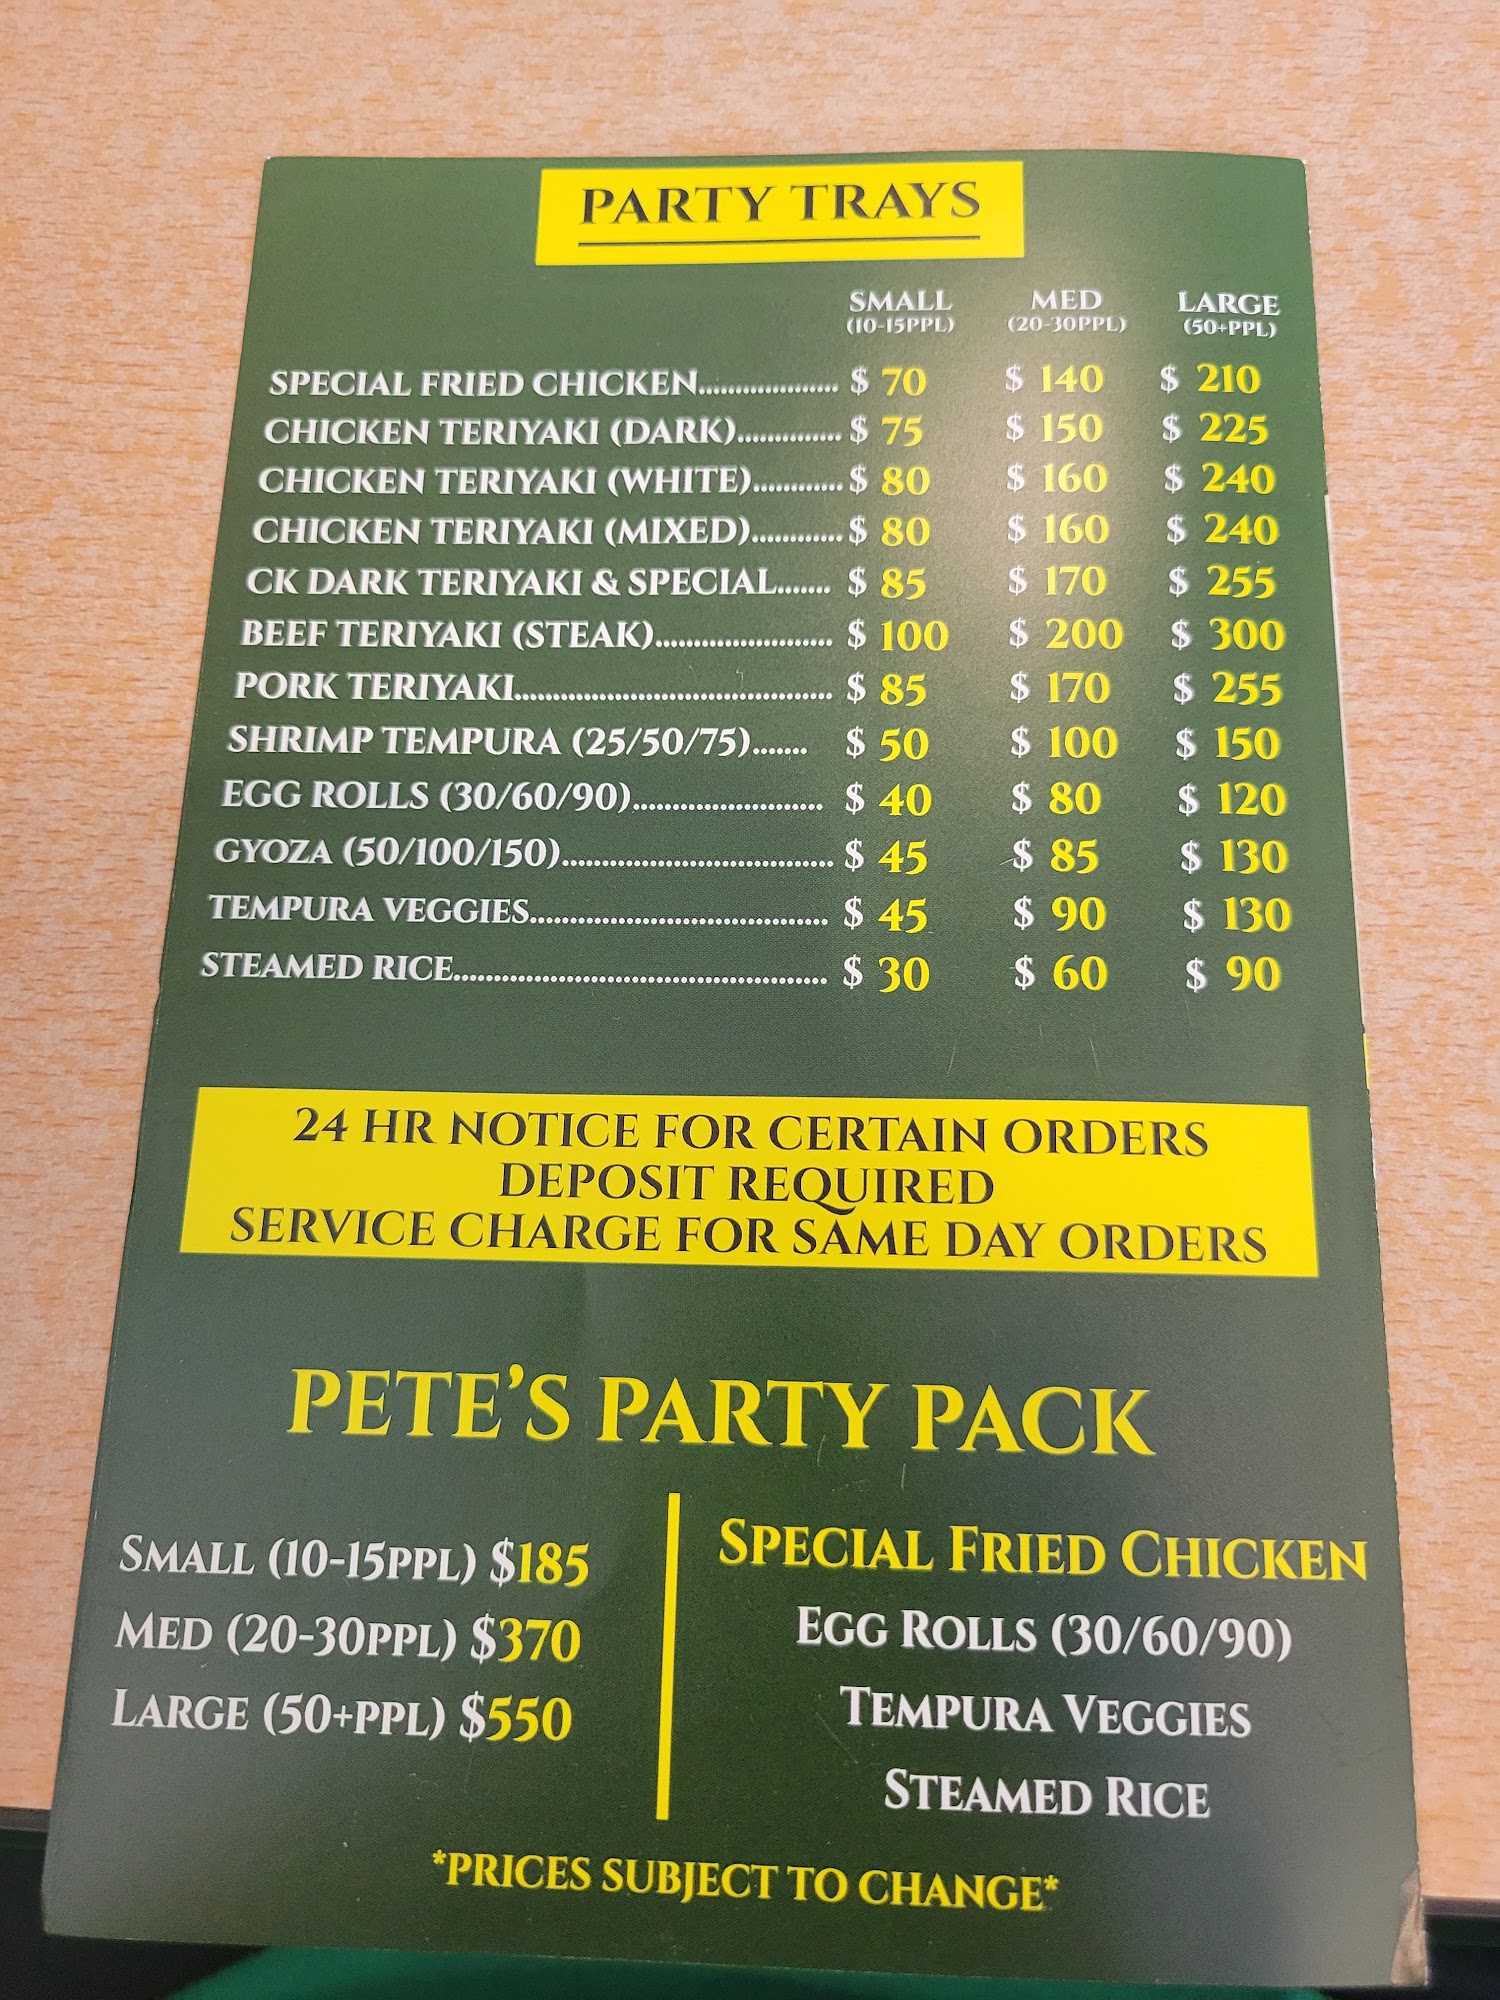 PARTY TRAYS
SMALL MED LARGE
(10-15PPL) (20-30PPL) (50+PPL)
SPECIAL FRIED CHICKEN.................... $ 70 $ 140 $ 210
CHICKEN TERIYAKI (DARK).............. $ 75 $ 150 $ 225
CHICKEN TERIYAKI (WHITE)............ $ 80 $ 160 $ 240
CHICKEN TERIYAKI (MIXED)............ $ 80 $ 160 $ 240
CK DARK TERIYAKI & SPECIAL....... $ 85 $ 170 $ 255
BEEF TERIYAKI (STEAK)....................... $ 100 $ 200 $ 300
PORK TERIYAKI......................................... $ 85 $ 170 $ 255
SHRIMP TEMPURA (25/50/75)....... $ 50 $ 100 $ 150
EGG ROLLS (30/60/90)........................ $ 40 $ 80 $ 120
GYOZA (50/100/150).................................. $ 45 $ 85 $ 130
TEMPURA VEGGIES...................................... $ 45 $ 90 $ 130
STEAMED RICE............................................... $ 30 $ 60 $ 90
24 HR NOTICE FOR CERTAIN ORDERS
DEPOSIT REQUIRED
SERVICE CHARGE FOR SAME DAY ORDERS
PETE'S PARTY PACK
SMALL (10-15PPL) $185
MED (20-30PPL) $370
LARGE (50+PPL) $550
SPECIAL FRIED CHICKEN
EGG ROLLS (30/60/90)
TEMPURA VEGGIES
STEAMED RICE
*PRICES SUBJECT TO CHANGE*